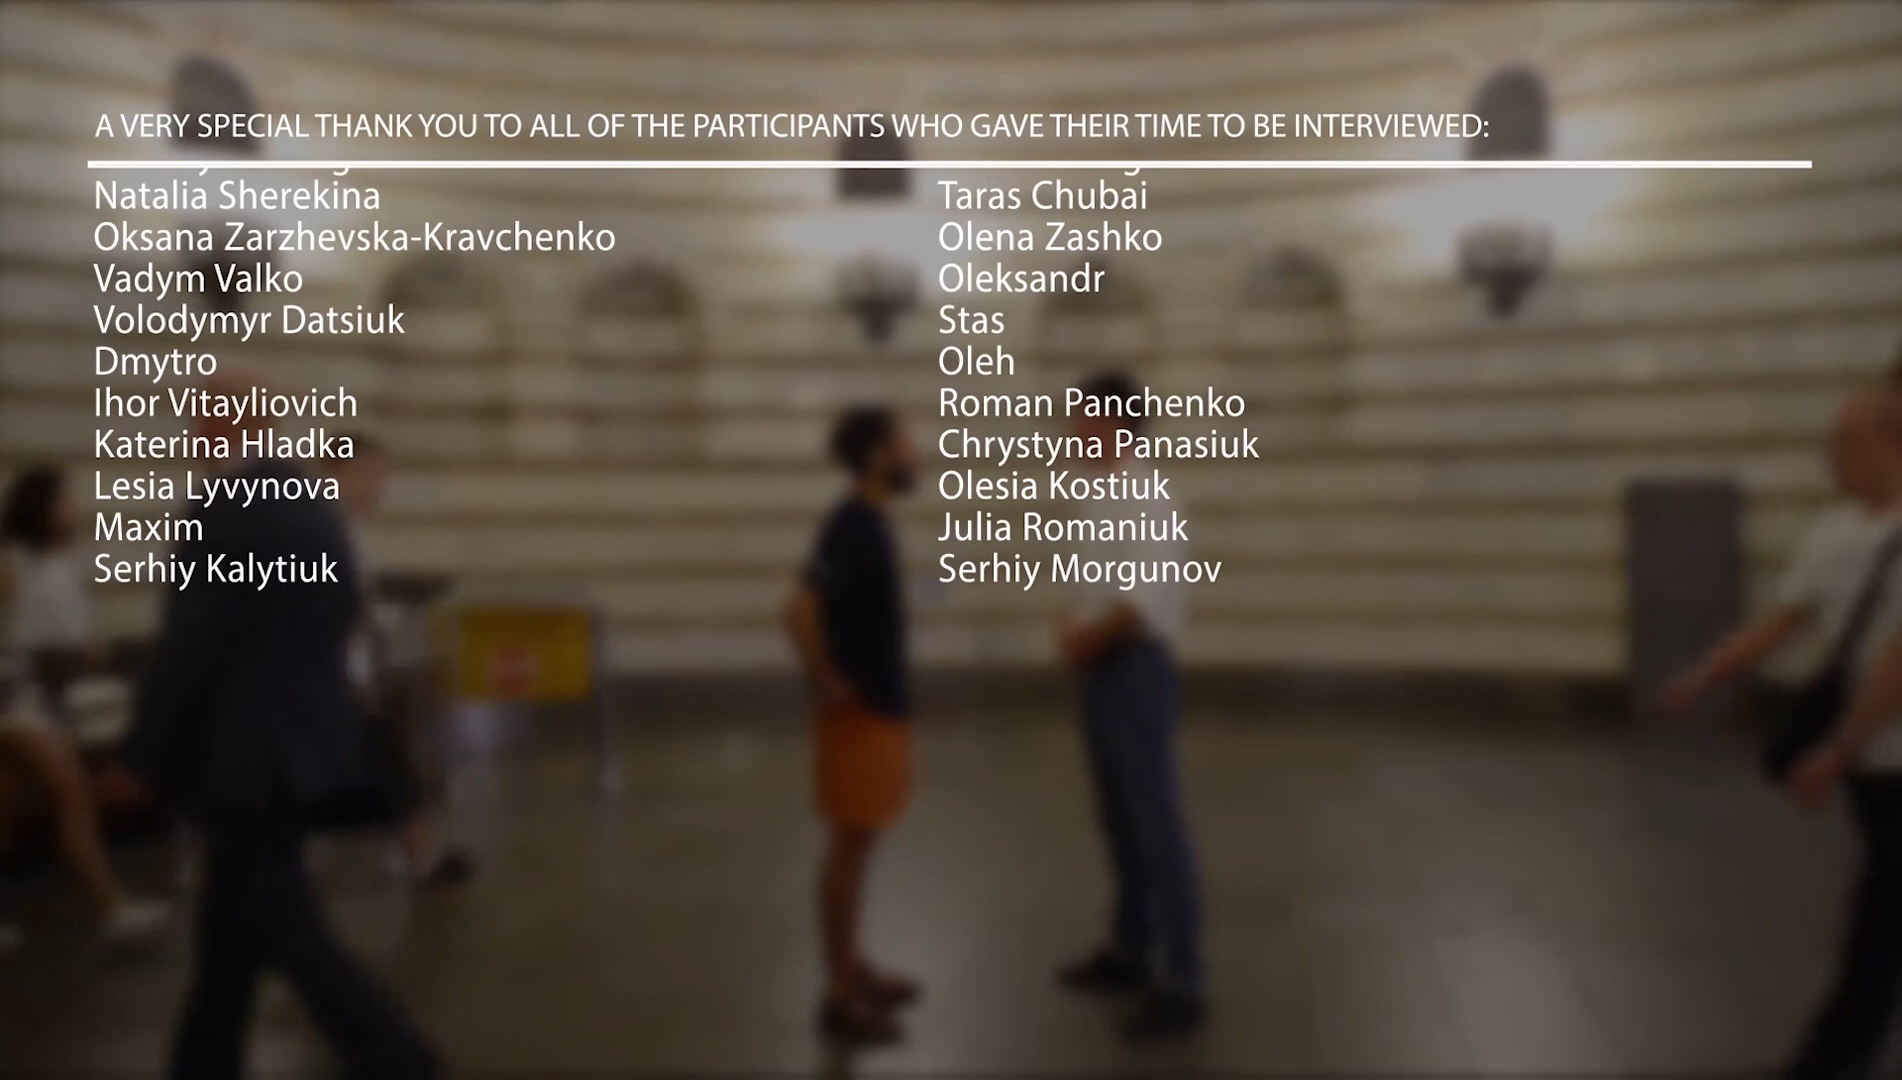 A VERY SPECIAL THANK YOU TO ALL OF THE PARTICIPANTS WHO GAVE THEIR TIME TO BE INTERVIEWED:
Natalia Sherekina
Oksana Zarzhevska-Kravchenko
Vadym Valko
Volodymyr Datsiuk
Dmytro
Ihor Vitayliovich
Katerina Hladka
Lesia Lyvynova
Maxim
Serhiy Kalytiuk
Taras Chubai
Olena Zashko
Oleksandr
Stas
Oleh
Roman Panchenko
Chrystyna Panasiuk
Olesia Kostiuk
Julia Romaniuk
Serhiy Morgunov